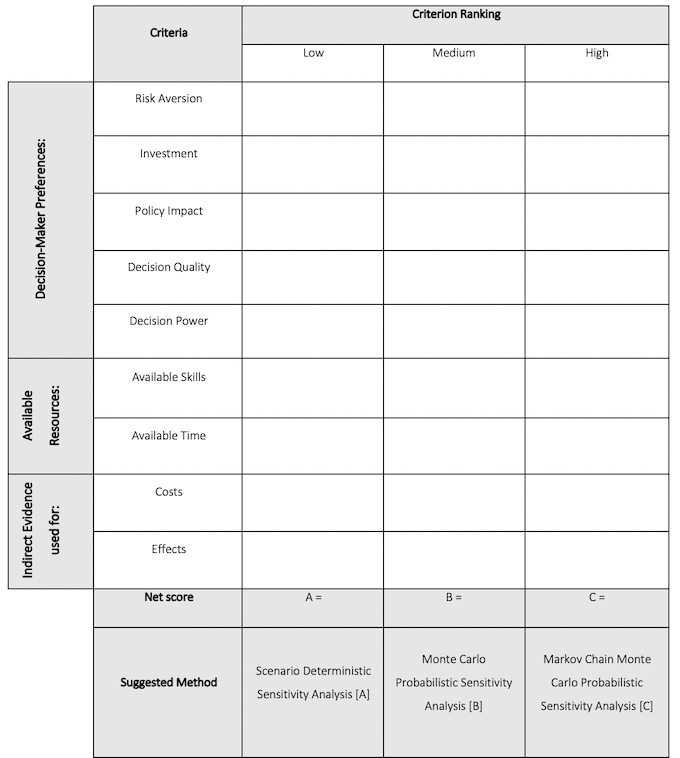 Criteria
Criterion Ranking
Low
Medium
High
Decision-Maker Preferences:
Risk Aversion
Investment
Policy Impact
Decision Quality
Decision Power
Available
Resources:
Available Skills
Available Time
Indirect Evidence
used for:
Costs
Effects
Net score
A =
B =
C =
Suggested Method
Scenario Deterministic
Sensitivity Analysis [A]
Monte Carlo
Probabilistic Sensitivity
Analysis [B]
Markov Chain Monte
Carlo Probabilistic
Sensitivity Analysis [C]